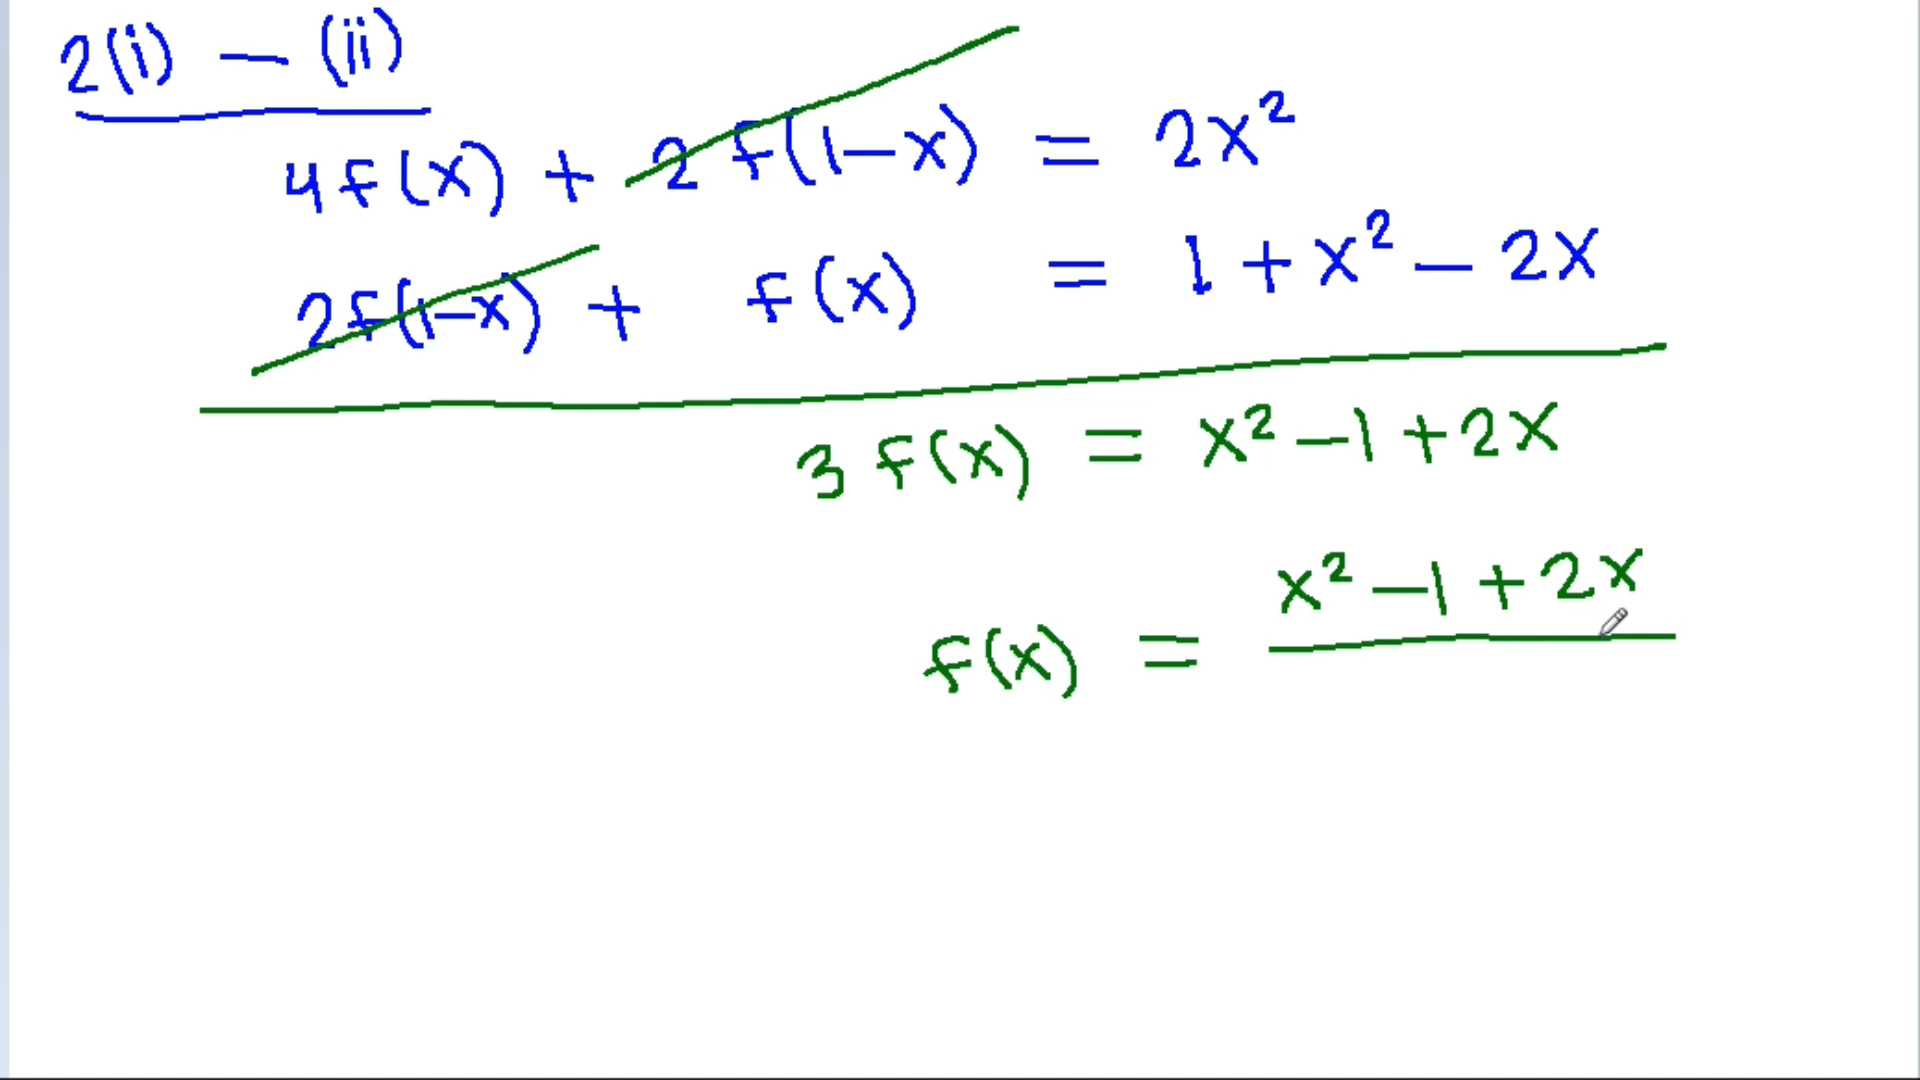 2(i) – (ii)
4f(x) + 2f(1–x) = 2x²
2f(1–x) + f(x) = 1 + x² – 2x
3f(x) = x² – 1 + 2x
x² – 1 + 2x
f(x) =